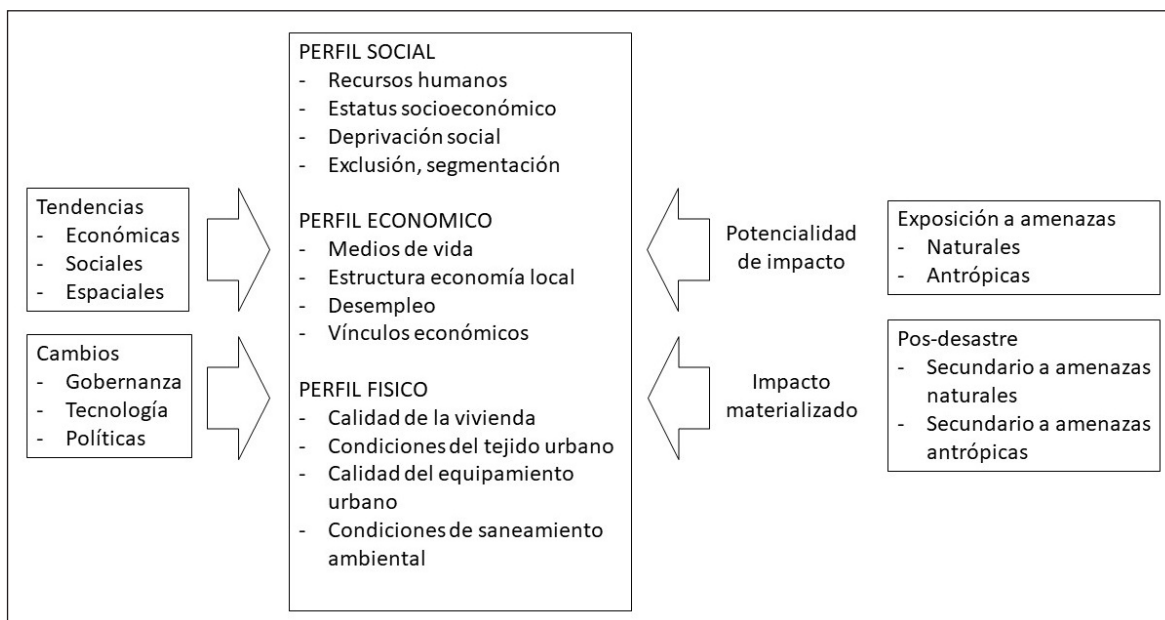 PERFIL SOCIAL
- Recursos humanos
- Estatus socioeconómico
- Deprivación social
- Exclusión, segmentación
PERFIL ECONOMICO
- Medios de vida
- Estructura economía local
- Desempleo
- Vínculos económicos
PERFIL FISICO
- Calidad de la vivienda
- Condiciones del tejido urbano
- Calidad del equipamiento
urbano
- Condiciones de saneamiento
ambiental
Tendencias
- Económicas
- Sociales
- Espaciales
Cambios
- Gobernanza
- Tecnología
- Políticas
Potencialidad
de impacto
Impacto
materializado
Exposición a amenazas
- Naturales
- Antrópicas
Pos-desastre
- Secundario a amenazas
naturales
- Secundario a amenazas
antrópicas